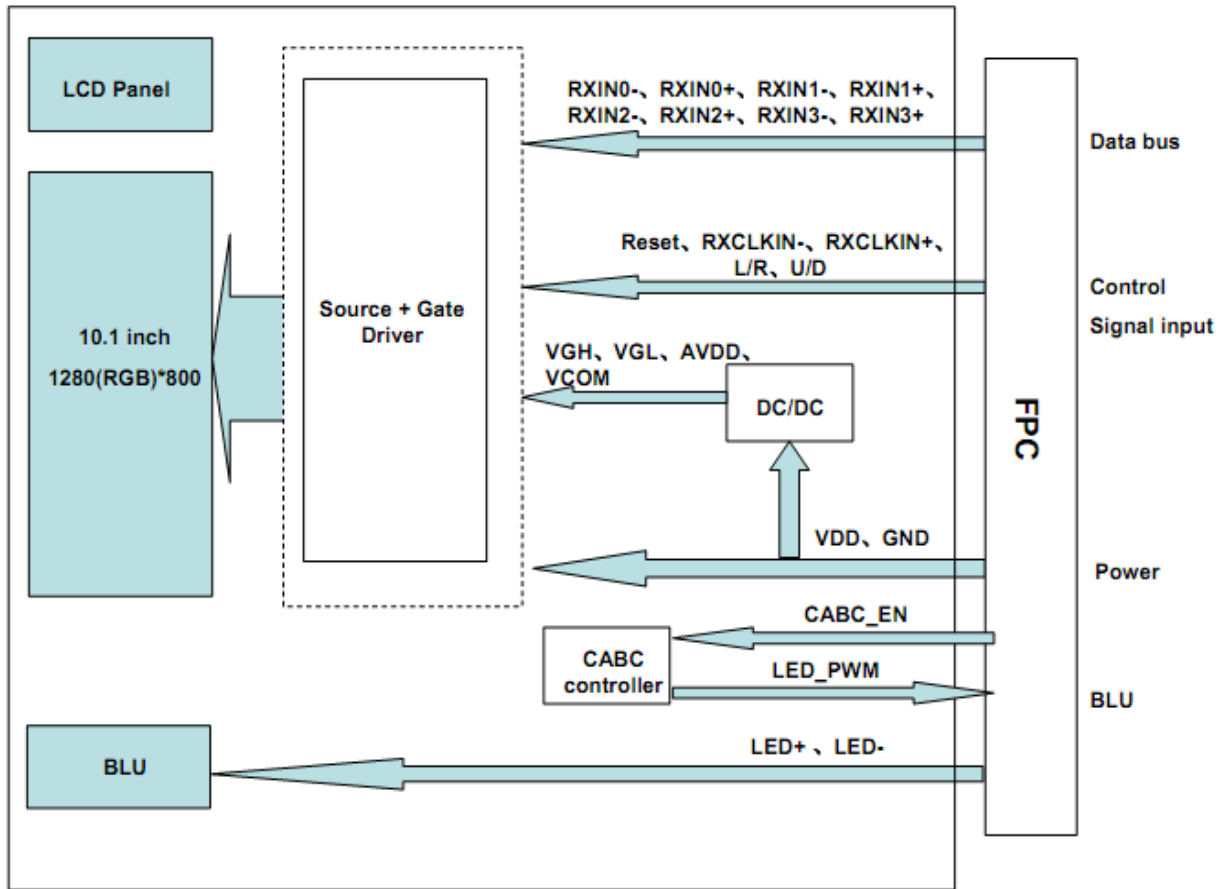 LCD Panel
10.1 inch
1280(RGB)*800
Source + Gate
Driver
RXIN0-、RXIN0+、RXIN1-、RXIN1+、
RXIN2-、RXIN2+、RXIN3-、RXIN3+
Data bus
Reset、RXCLKIN-、RXCLKIN+、
L/R、U/D
Control
Signal input
VGH、VGL、AVDD、
VCOM
DC/DC
FPC
VDD、GND
Power
CABC_EN
CABC
controller
LED_PWM
BLU
LED+ 、LED-
BLU